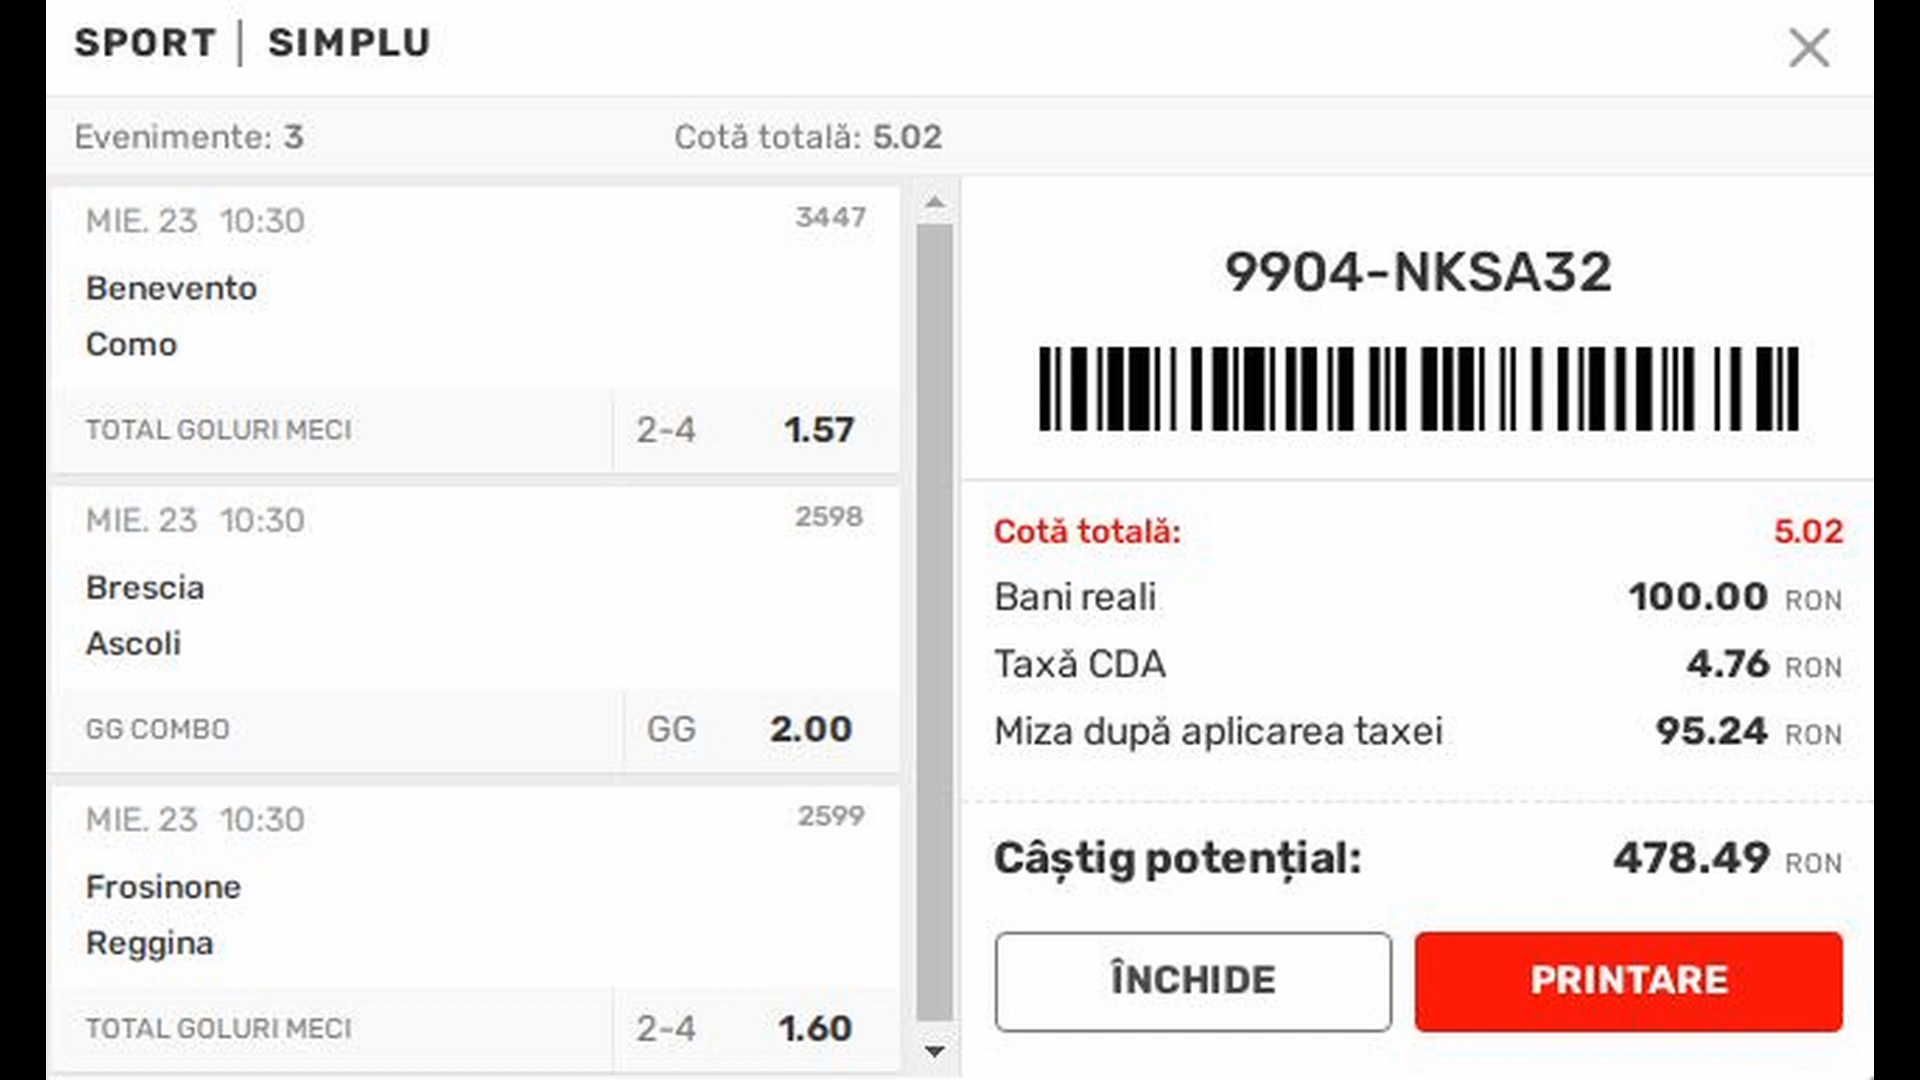 SPORT | SIMPLU
Evenimente: 3 Cotă totală: 5.02
MIE. 23 10:30 3447
Benevento
Como
TOTAL GOLURI MECI 2-4 1.57
MIE. 23 10:30 2598
Brescia
Ascoli
GG COMBO GG 2.00
MIE. 23 10:30 2599
Frosinone
Reggina
TOTAL GOLURI MECI 2-4 1.60
9904-NKSA32
Cotă totală: 5.02
Bani reali 100.00 RON
Taxă CDA 4.76 RON
Miza după aplicarea taxei 95.24 RON
Câștig potențial: 478.49 RON
ÎNCHIDE PRINTARE